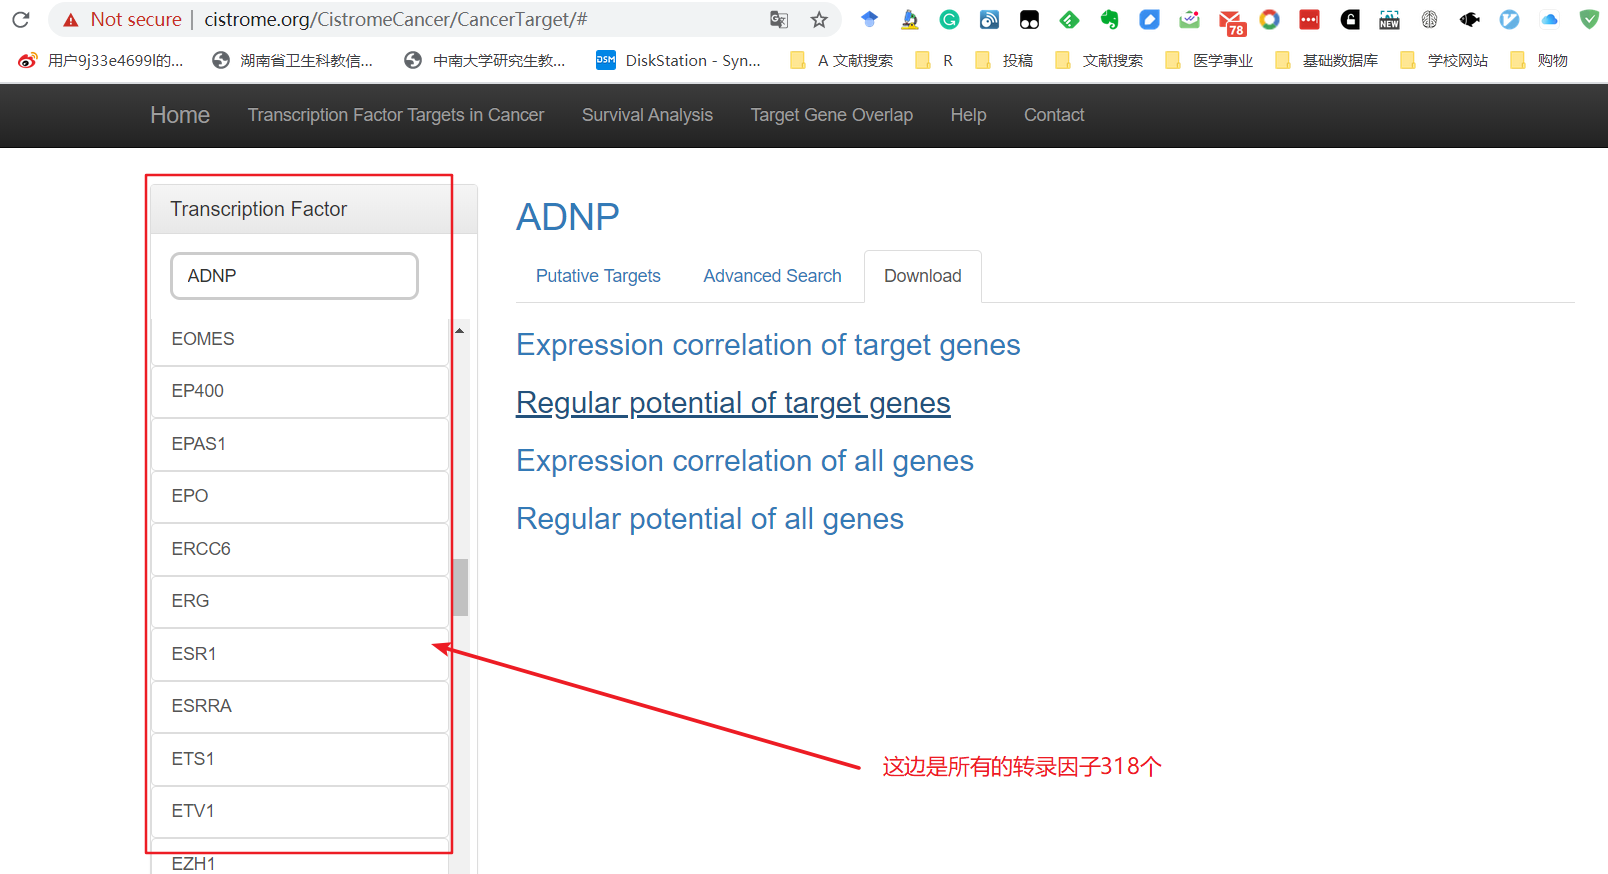 Not secure | cistrome.org/CistromeCancer/CancerTarget/#
78
NEW
用户9j33e4699l的...
湖南省卫生科教信...
中南大学研究生教...
DSM DiskStation - Syn...
A 文献搜索
R
投稿
文献搜索
医学事业
基础数据库
学校网站
购物
Home Transcription Factor Targets in Cancer Survival Analysis Target Gene Overlap Help Contact
Transcription Factor
ADNP
EOMES
EP400
EPAS1
EPO
ERCC6
ERG
ESR1
ESRRA
ETS1
ETV1
EZH1
ADNP
Putative Targets Advanced Search Download
Expression correlation of target genes
Regular potential of target genes
Expression correlation of all genes
Regular potential of all genes
这边是所有的转录因子318个